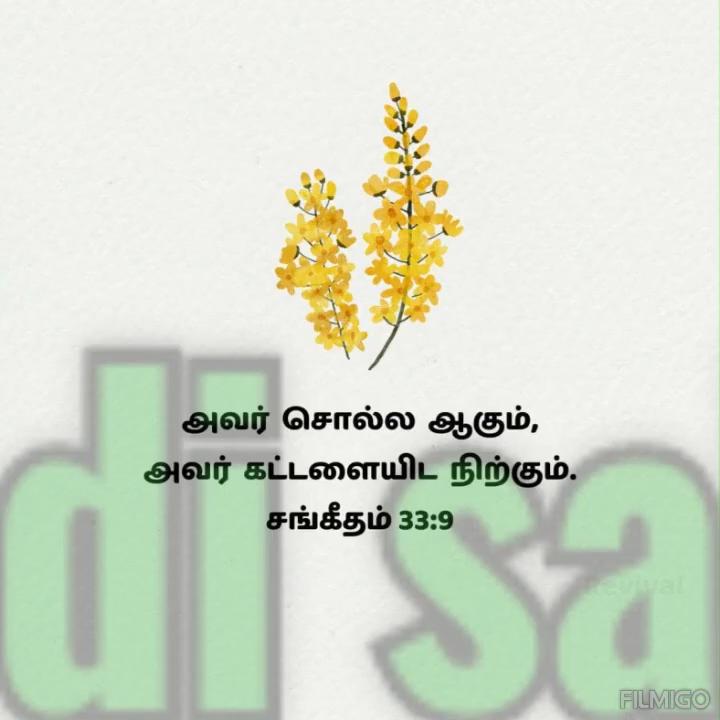 அவர் சொல்ல ஆகும்,
அவர் கட்டளையிட நிற்கும்.
சங்கீதம் 33:9
di sa
Revival
FILMIGO